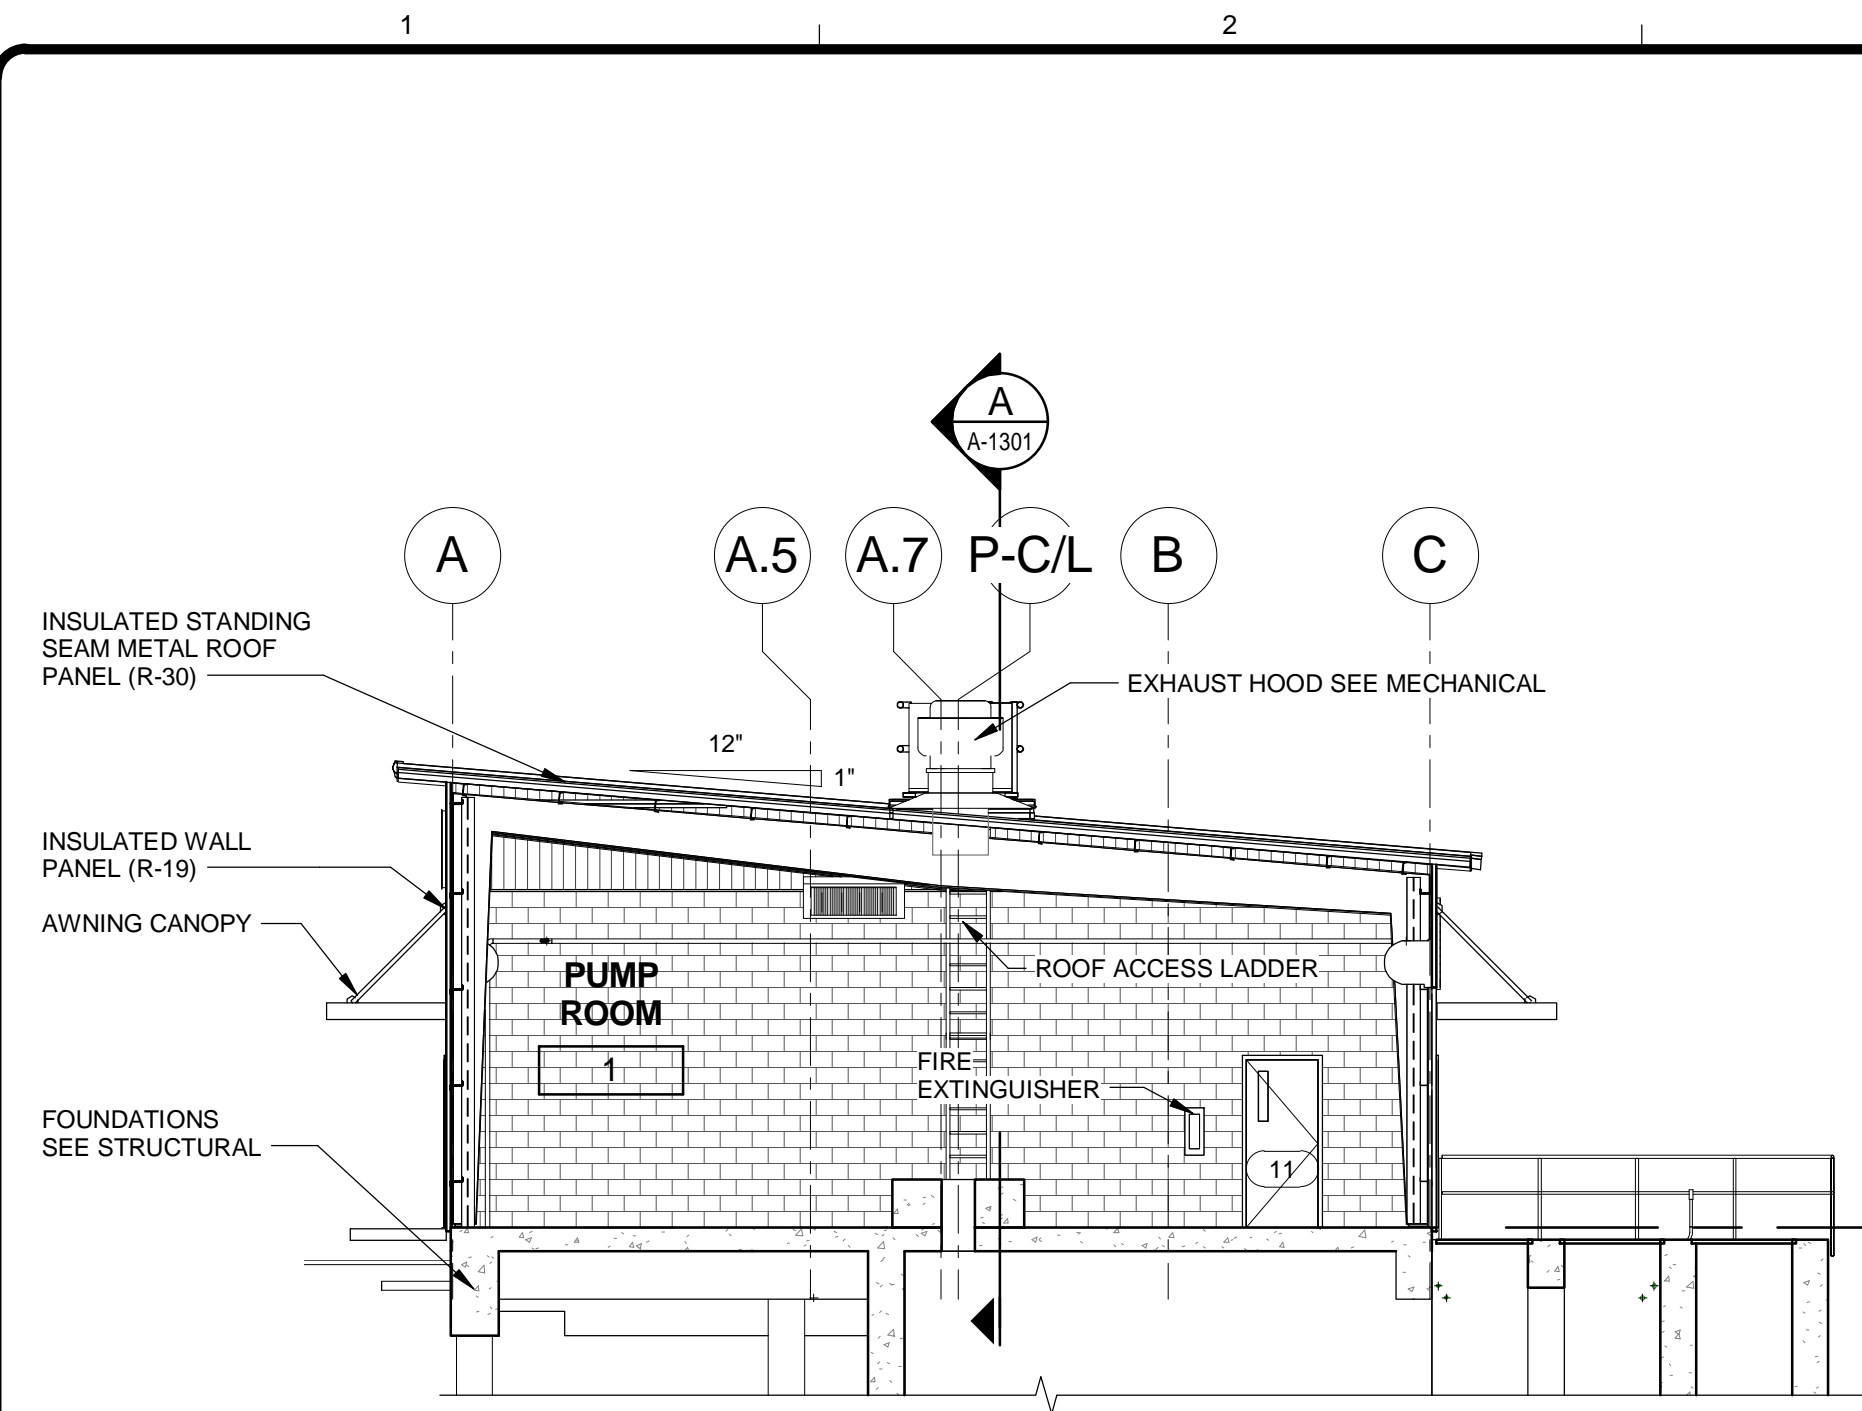 1
2
A
A-1301
A
A.5
A.7
P-C/L
B
C
INSULATED STANDING
SEAM METAL ROOF
PANEL (R-30)
EXHAUST HOOD SEE MECHANICAL
12"
1"
INSULATED WALL
PANEL (R-19)
AWNING CANOPY
PUMP
ROOM
1
ROOF ACCESS LADDER
FIRE
EXTINGUISHER
11
FOUNDATIONS
SEE STRUCTURAL